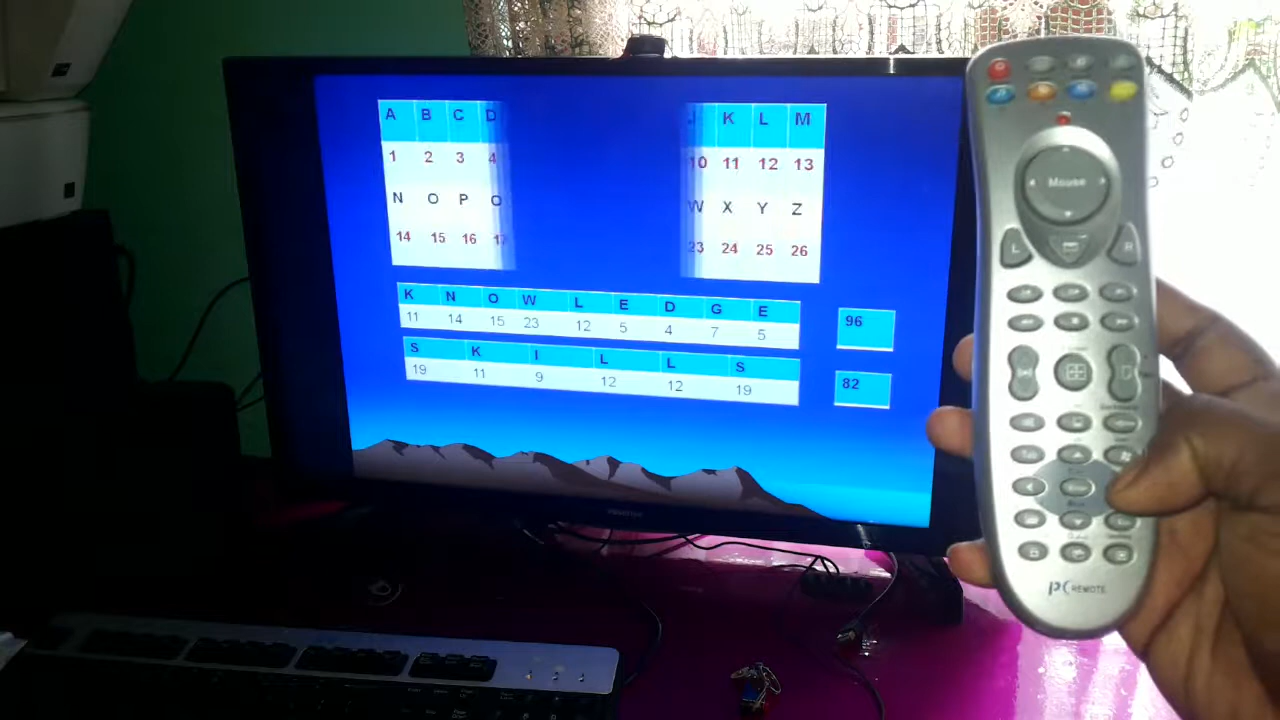 A B C D J K L M
1 2 3 4 10 11 12 13
N O P Q W X Y Z
14 15 16 17 23 24 25 26
K N O W L E D G E
11 14 15 23 12 5 4 7 5
96
S K I L L S
19 11 9 12 12 19
82
Mouse
L R
PC REMOTE